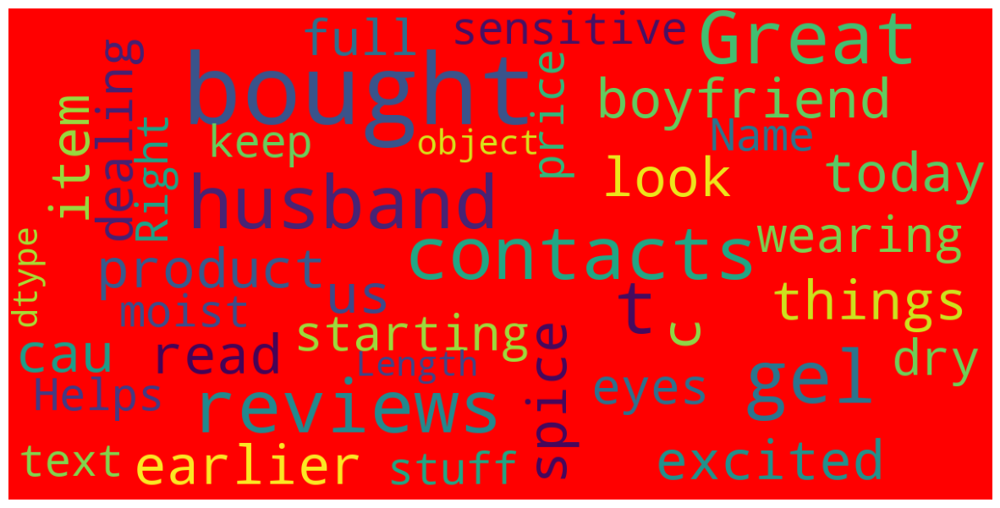 sensitive
Great
full
bought
price
boyfriend
dealing
item
Right
keep
object
Name
look
today
husband
contacts
wearing
dtype
product
us
moist
t
things
starting
c
cau
read
Length
spice
dry
Helps
reviews
eyes
gel
text
earlier
stuff
excited